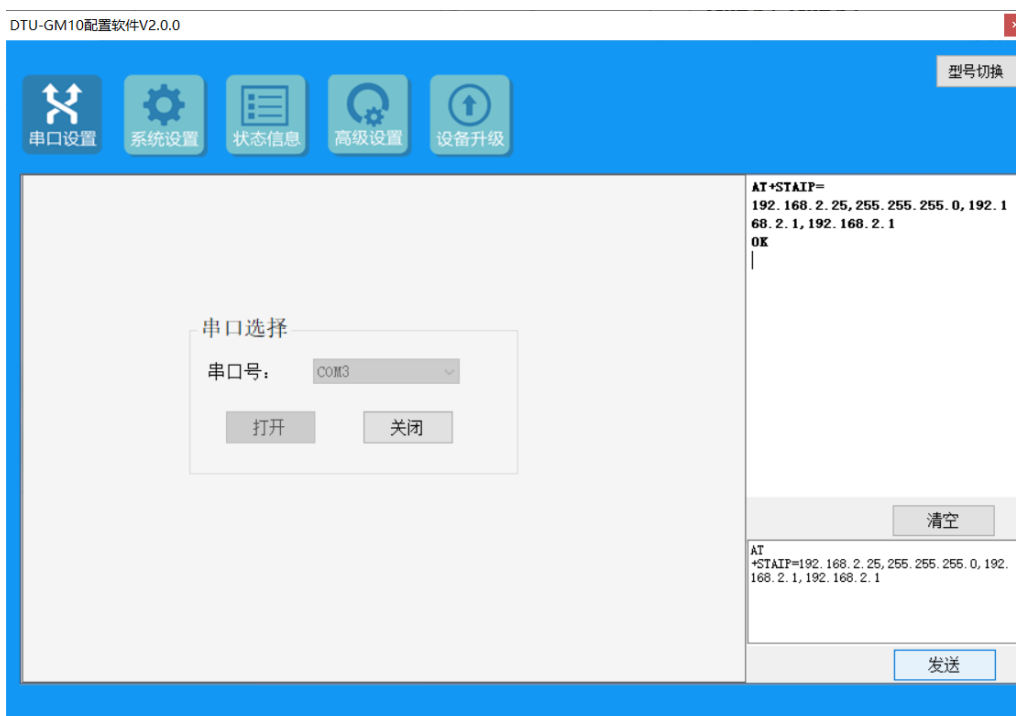 DTU-GM10配置软件V2.0.0
型号切换
串口设置
系统设置
状态信息
高级设置
设备升级
AT+STAIP=
192.168.2.25,255.255.255.0,192.1
68.2.1,192.168.2.1
OK
串口选择
串口号：
COM3
打开
关闭
清空
AT
+STAIP=192.168.2.25,255.255.255.0,192.
168.2.1,192.168.2.1
发送